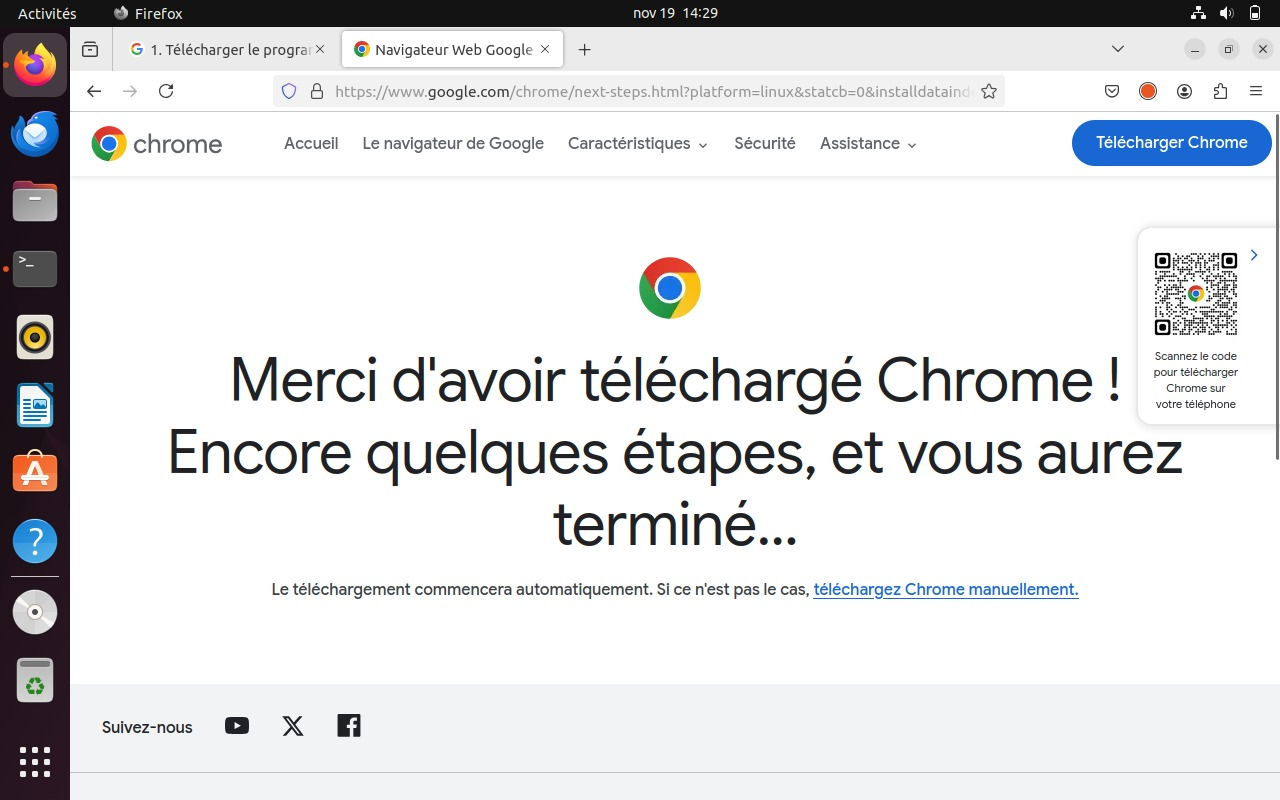 Activités
Firefox
nov 19 14:29
1. Télécharger le progra
Navigateur Web Google
https://www.google.com/chrome/next-steps.html?platform=linux&statcb=0&installdatainde
chrome
Accueil
Le navigateur de Google
Caractéristiques
Sécurité
Assistance
Télécharger Chrome
Scannez le code
pour télécharger
Chrome sur
votre téléphone
Merci d'avoir téléchargé Chrome !
Encore quelques étapes, et vous aurez
terminé...
Le téléchargement commencera automatiquement. Si ce n'est pas le cas, téléchargez Chrome manuellement.
Suivez-nous